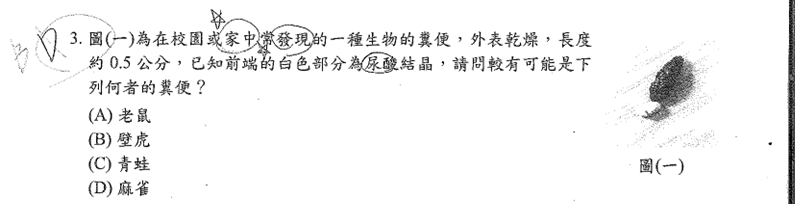 3. 圖(一)為在校園或家中常發現的一種生物的糞便，外表乾燥，長度
約 0.5 公分，已知前端的白色部分為尿酸結晶，請問較有可能是下
列何者的糞便？
(A) 老鼠
(B) 壁虎
(C) 青蛙
(D) 麻雀
圖(一)